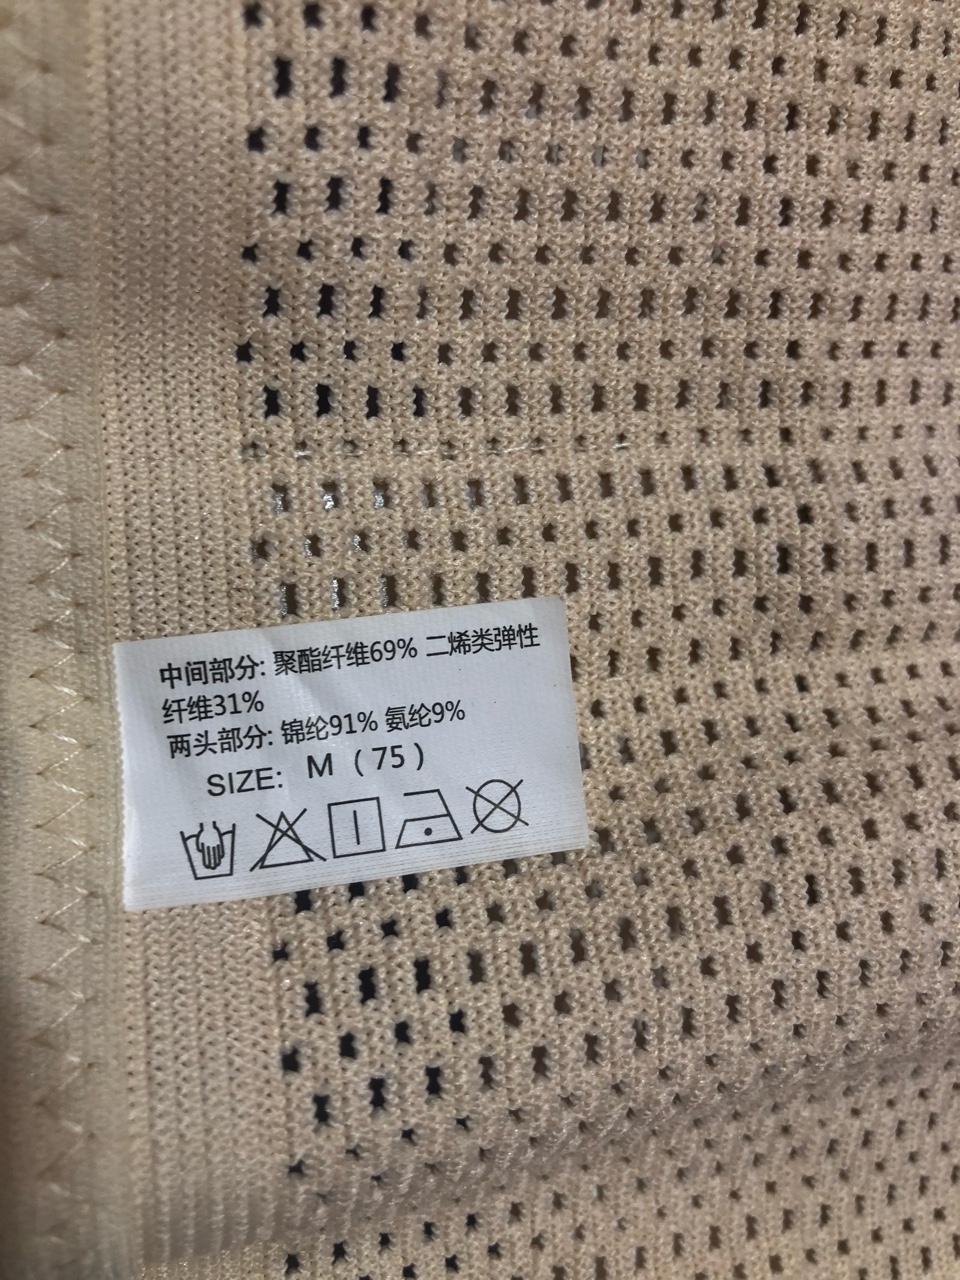 中间部分: 聚酯纤维69% 二烯类弹性
纤维31%
两头部分: 锦纶91% 氨纶9%
SIZE: M (75)